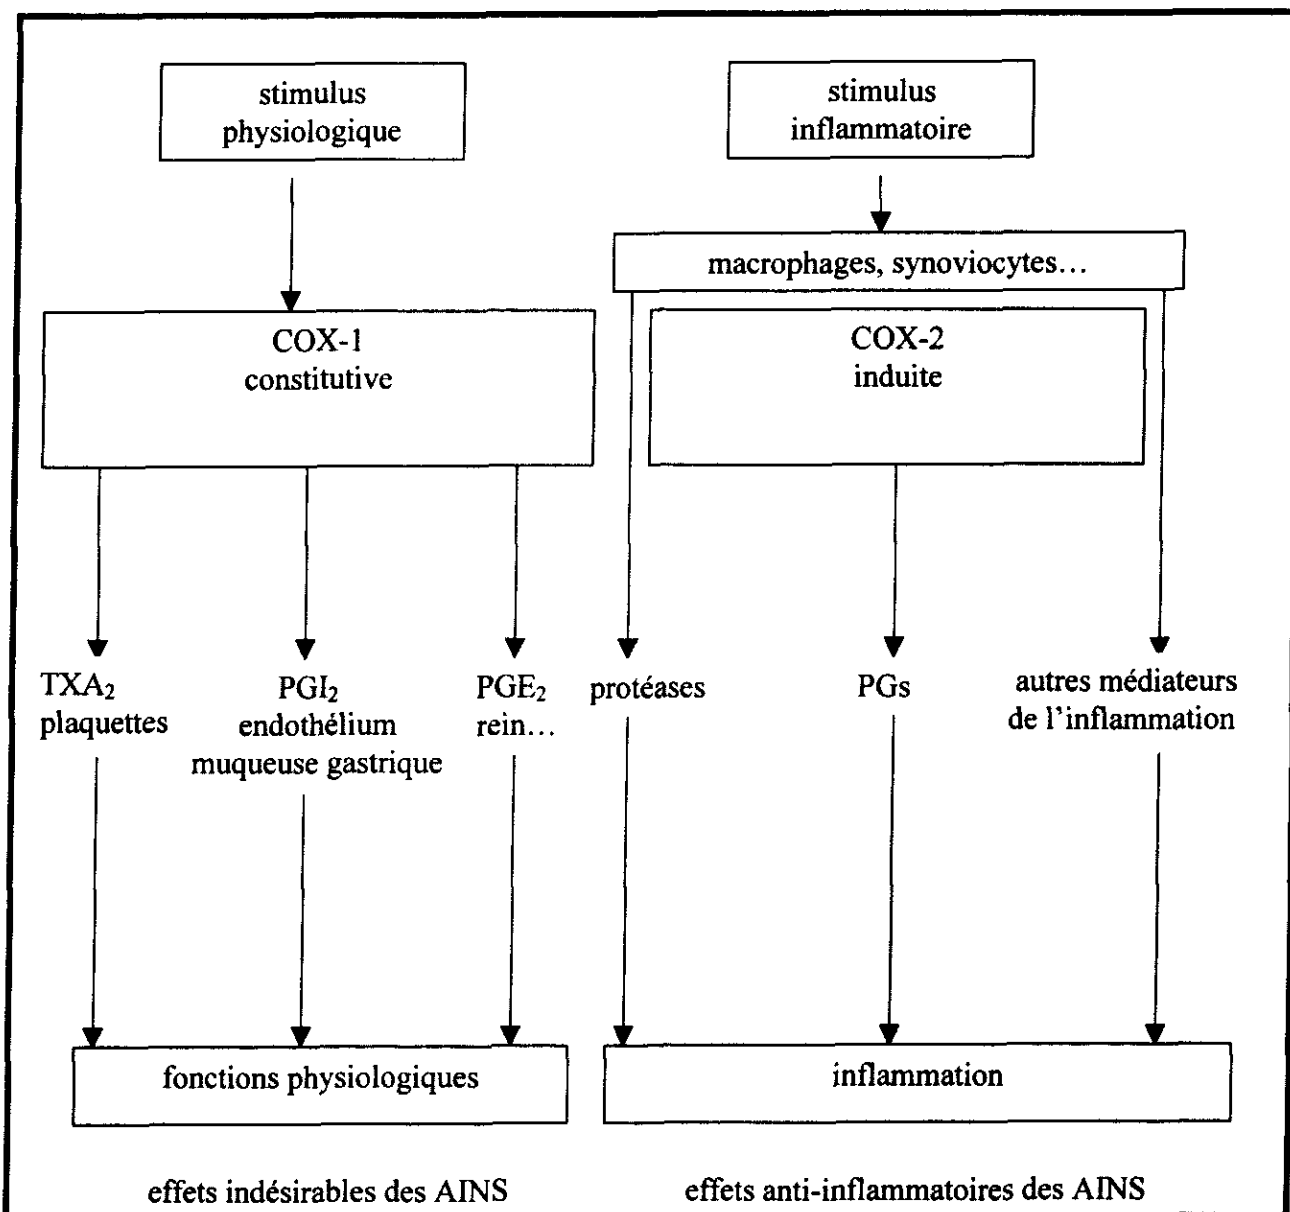 stimulus
physiologique
stimulus
inflammatoire
macrophages, synoviocytes…
COX-1
constitutive
COX-2
induite
TXA₂
plaquettes
PGI₂
endothélium
muqueuse gastrique
PGE₂
rein…
protéases
PGs
autres médiateurs
de l'inflammation
fonctions physiologiques
inflammation
effets indésirables des AINS
effets anti-inflammatoires des AINS